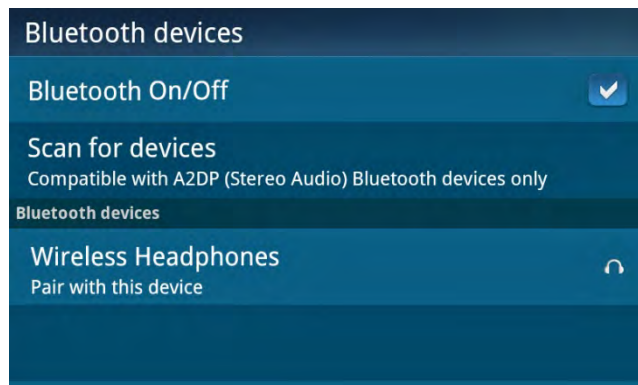 Bluetooth devices
Bluetooth On/Off
Scan for devices
Compatible with A2DP (Stereo Audio) Bluetooth devices only
Bluetooth devices
Wireless Headphones
Pair with this device